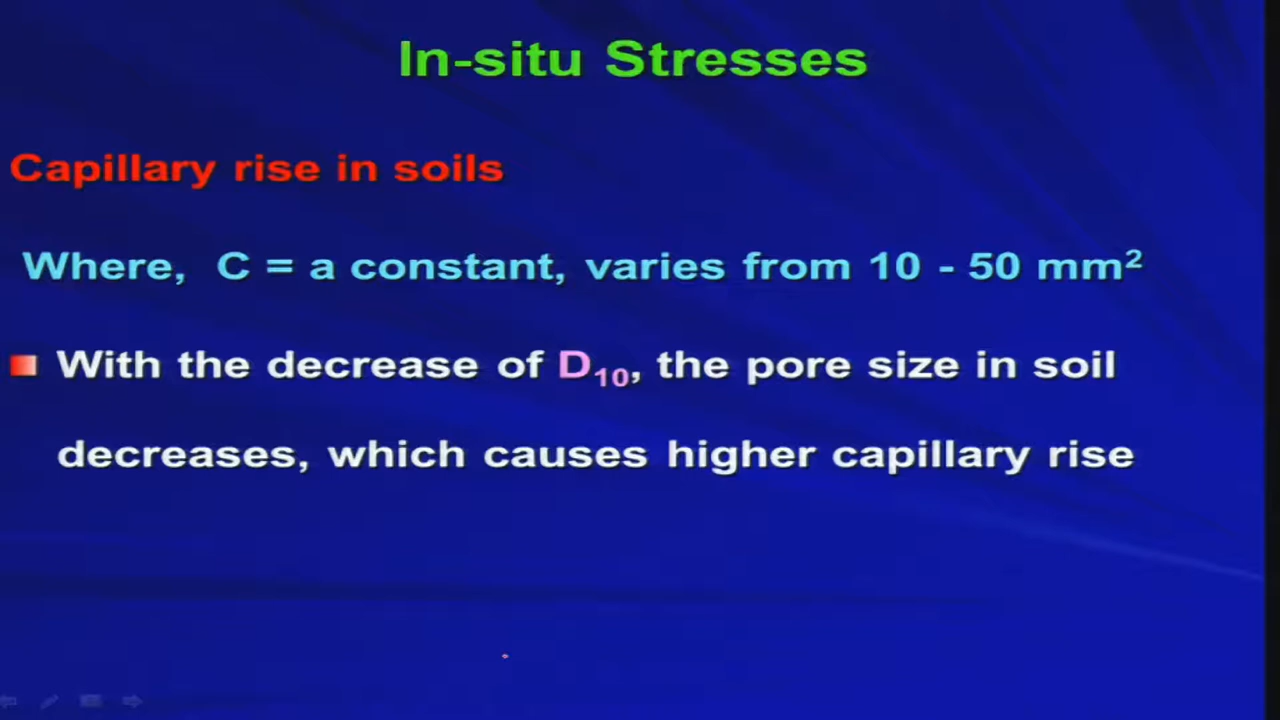 In-situ Stresses
Capillary rise in soils
Where, C = a constant, varies from 10 - 50 mm²
With the decrease of D₁₀, the pore size in soil
decreases, which causes higher capillary rise